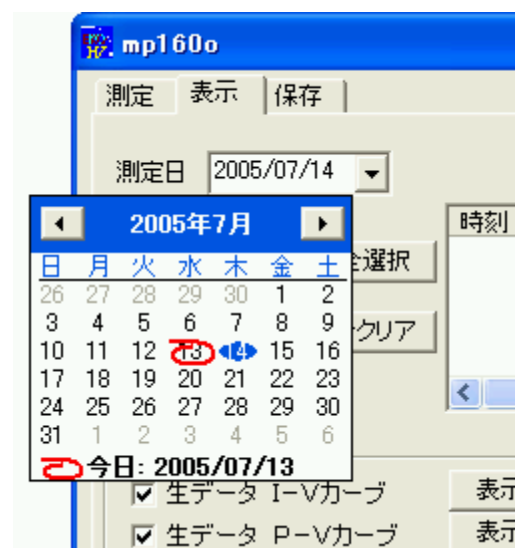 mp160o
測定 表示 保存
測定日 2005/07/14
2005年7月
時刻
日 月 火 水 木 金 土
全選択
26 27 28 29 30 1 2
3 4 5 6 7 8 9
クリア
10 11 12 13 14 15 16
17 18 19 20 21 22 23
24 25 26 27 28 29 30
31 1 2 3 4 5 6
今日: 2005/07/13
生データ I-Vカーブ 表示
生データ P-Vカーブ 表示